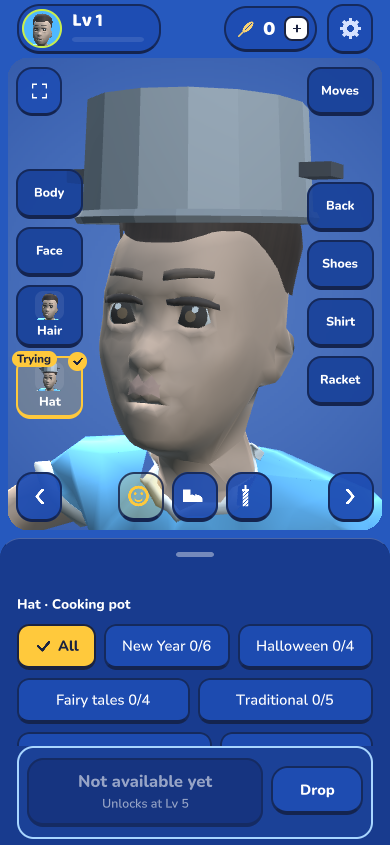 Lv 1
0
+
Moves
Body
Back
Face
Shoes
Hair
Shirt
Trying
Hat
Racket
Hat · Cooking pot
All
New Year 0/6
Halloween 0/4
Fairy tales 0/4
Traditional 0/5
Not available yet
Unlocks at Lv 5
Drop